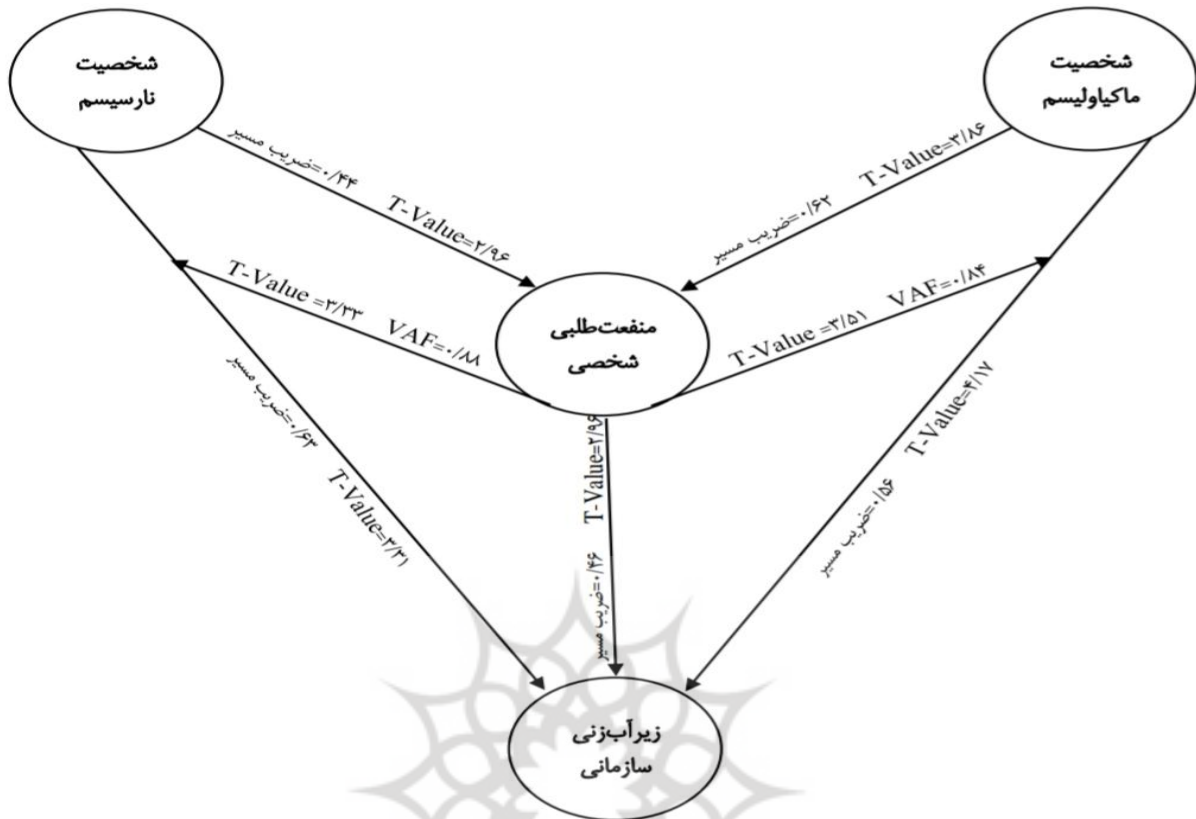 شخصیت
ماکیاولیسم
شخصیت
نارسیسم
ضریب مسیر=۰/۶۲ T-Value=۳/۸۶
ضریب مسیر=۰/۴۴ T-Value=۲/۹۶
منفعت‌طلبی
شخصی
T-Value =۳/۵۱ VAF=۰/۸۴
T-Value =۳/۳۳ VAF=۰/۸۸
ضریب مسیر=۰/۵۶ T-Value=۴/۱۷
ضریب مسیر=۰/۴۶ T-Value=۲/۹۶
ضریب مسیر=۰/۶۳ T-Value=۳/۳۱
زیرآب‌زنی
سازمانی